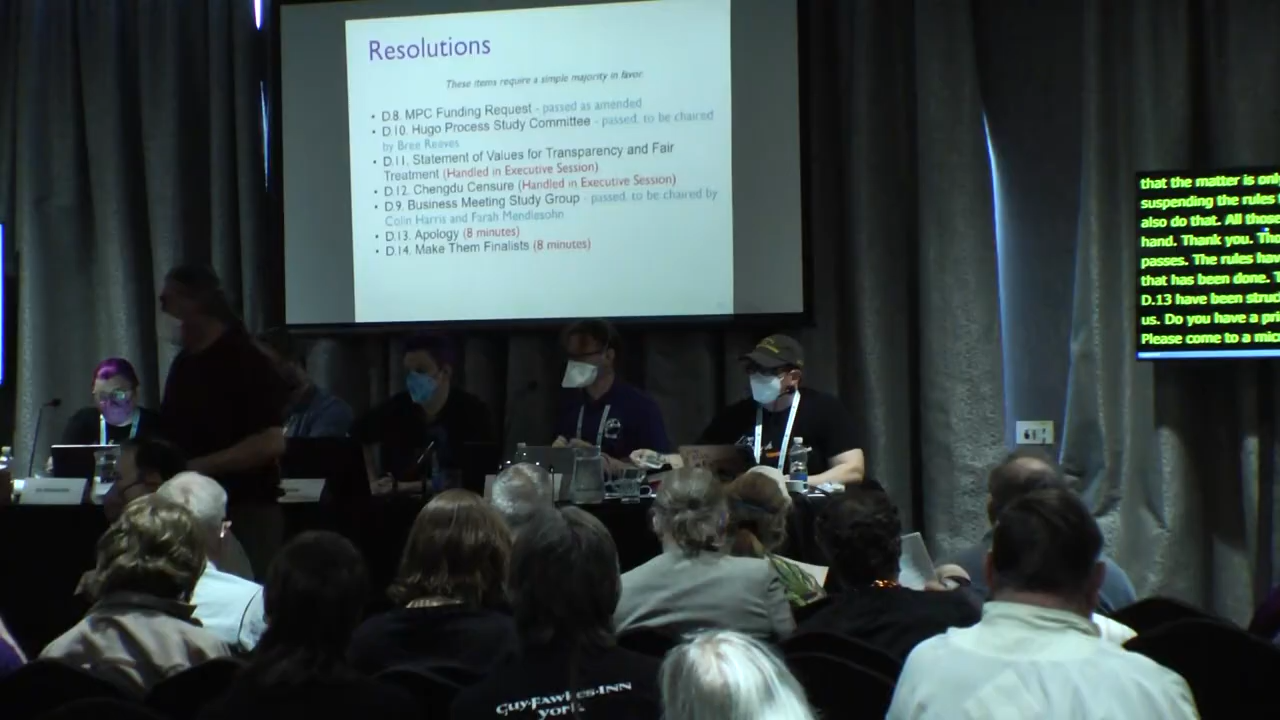 Resolutions
These items require a simple majority in favor
• D.8. MPC Funding Request - passed as amended
• D.10. Hugo Process Study Committee - passed, to be chaired
by Bree Reeves
• D.11. Statement of Values for Transparency and Fair
Treatment (Handled in Executive Session)
• D.12. Chengdu Censure (Handled in Executive Session)
• D.9. Business Meeting Study Group - passed, to be chaired by
Colin Harris and Farah Mendlesohn
• D.13. Apology (8 minutes)
• D.14. Make Them Finalists (8 minutes)
that the matter is only
suspending the rules
also do that. All those
hand. Thank you.
passes. The rules
that has been done.
D.13 have been
us. Do you have a
Please come to a
Guy·Fawkes·Inn
york